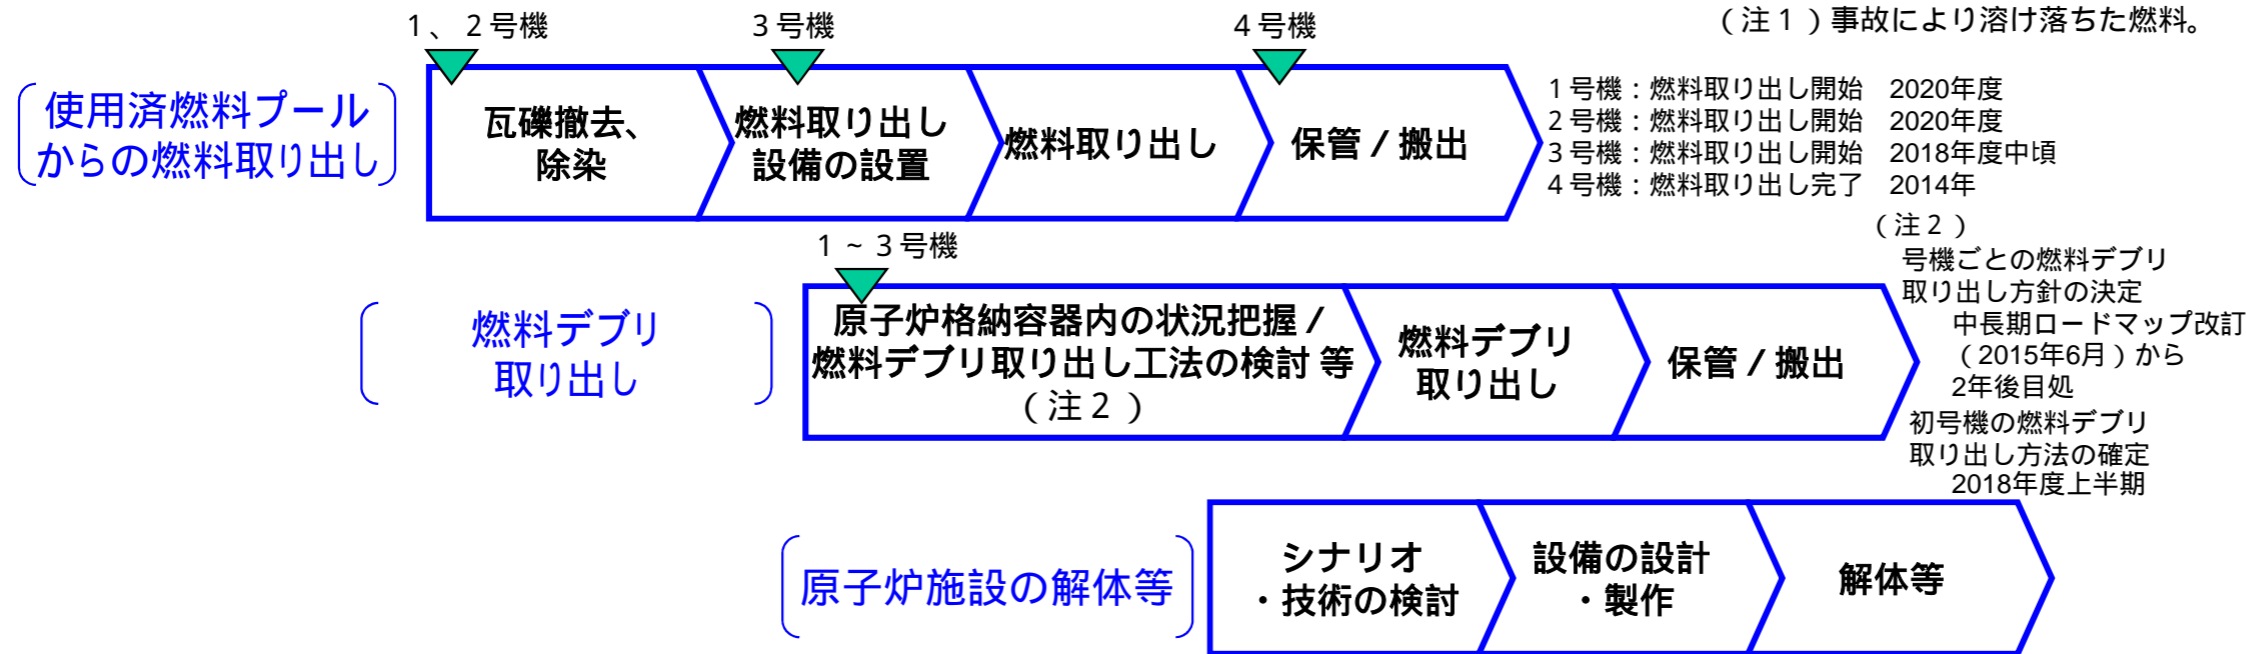 1、2号機
3号機
4号機
(注1)事故により溶け落ちた燃料。
使用済燃料プール
からの燃料取り出し
瓦礫撤去、
除染
燃料取り出し
設備の設置
燃料取り出し
保管/搬出
1号機:燃料取り出し開始 2020年度
2号機:燃料取り出し開始 2020年度
3号機:燃料取り出し開始 2018年度中頃
4号機:燃料取り出し完了 2014年
1~3号機
燃料デブリ
取り出し
原子炉格納容器内の状況把握/
燃料デブリ取り出し工法の検討 等
(注2)
燃料デブリ
取り出し
保管/搬出
(注2)
号機ごとの燃料デブリ
取り出し方針の決定
中長期ロードマップ改訂
(2015年6月)から
2年後目処
初号機の燃料デブリ
取り出し方法の確定
2018年度上半期
原子炉施設の解体等
シナリオ
・技術の検討
設備の設計
・製作
解体等